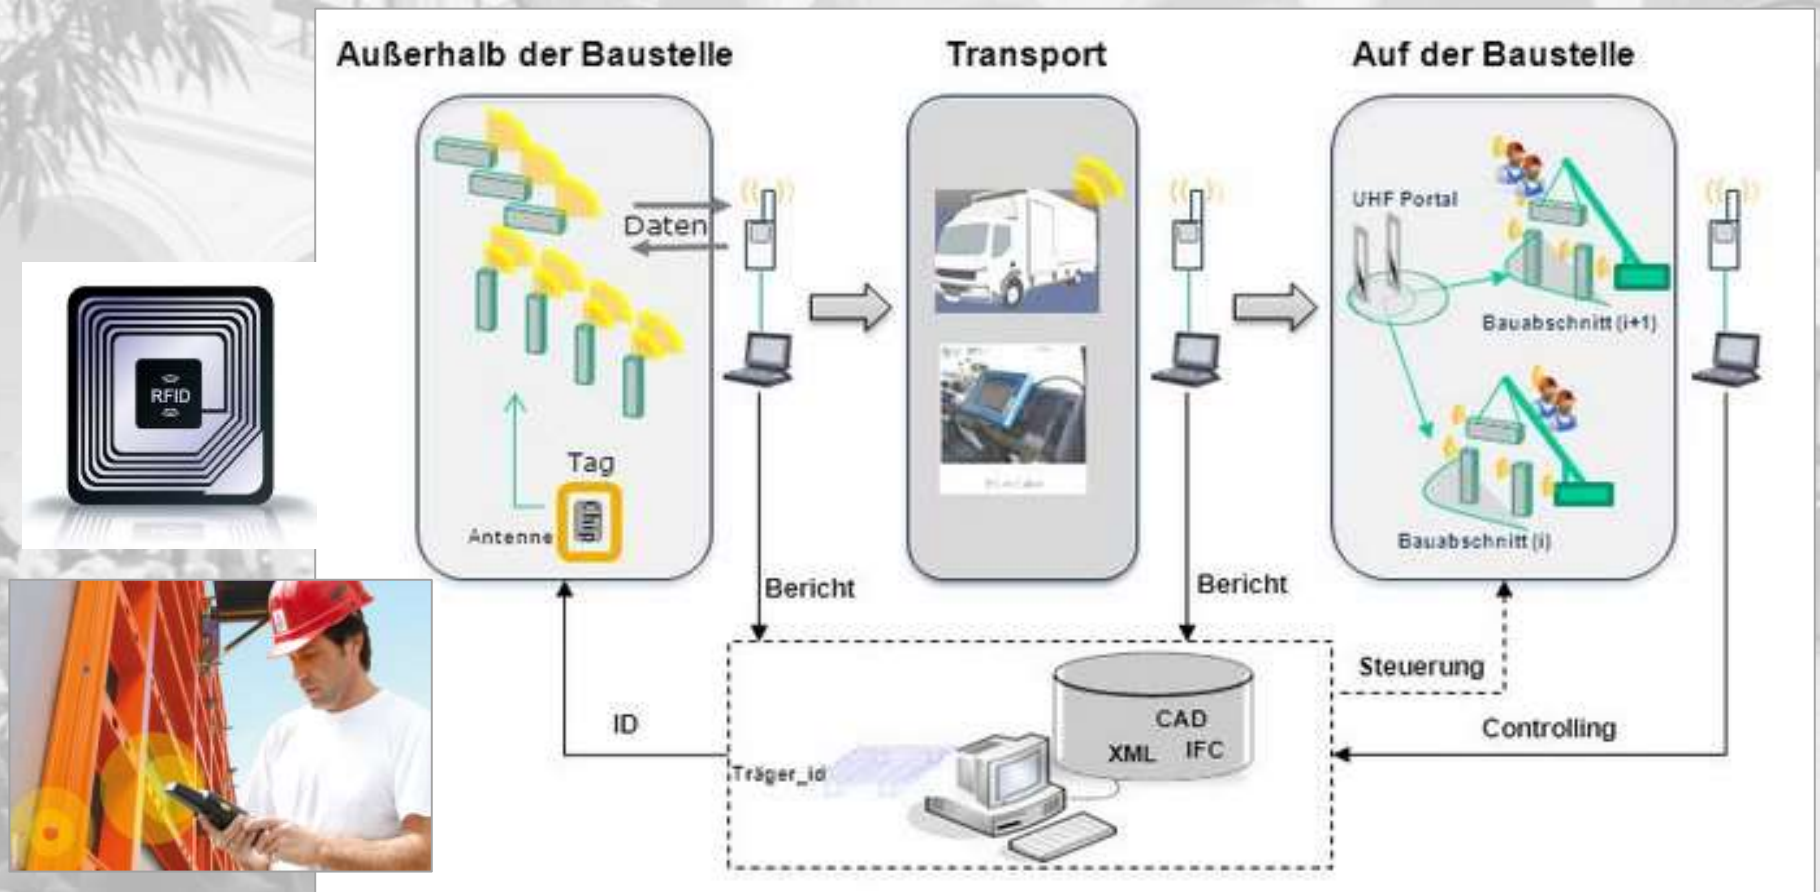 Außerhalb der Baustelle
Transport
Auf der Baustelle
Daten
UHF Portal
Bauabschnitt (i+1)
RFID
Tag
Chip
Antenne
Bauabschnitt (i)
Bericht
Bericht
Steuerung
ID
CAD
XML
IFC
Controlling
Träger_id